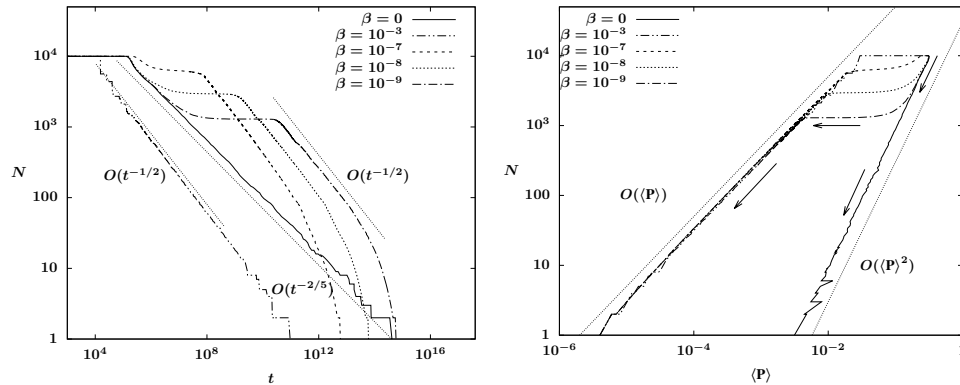 β = 0
β = 10⁻³
β = 10⁻⁷
β = 10⁻⁸
β = 10⁻⁹
10⁴
10³
100
10
1
N
O(t⁻¹/²)
O(t⁻¹/²)
O(t⁻²/⁵)
10⁴
10⁸
10¹²
10¹⁶
t
β = 0
β = 10⁻³
β = 10⁻⁷
β = 10⁻⁸
β = 10⁻⁹
10⁴
10³
100
10
1
N
O(⟨P⟩)
O(⟨P⟩²)
10⁻⁶
10⁻⁴
10⁻²
10⁰
⟨P⟩